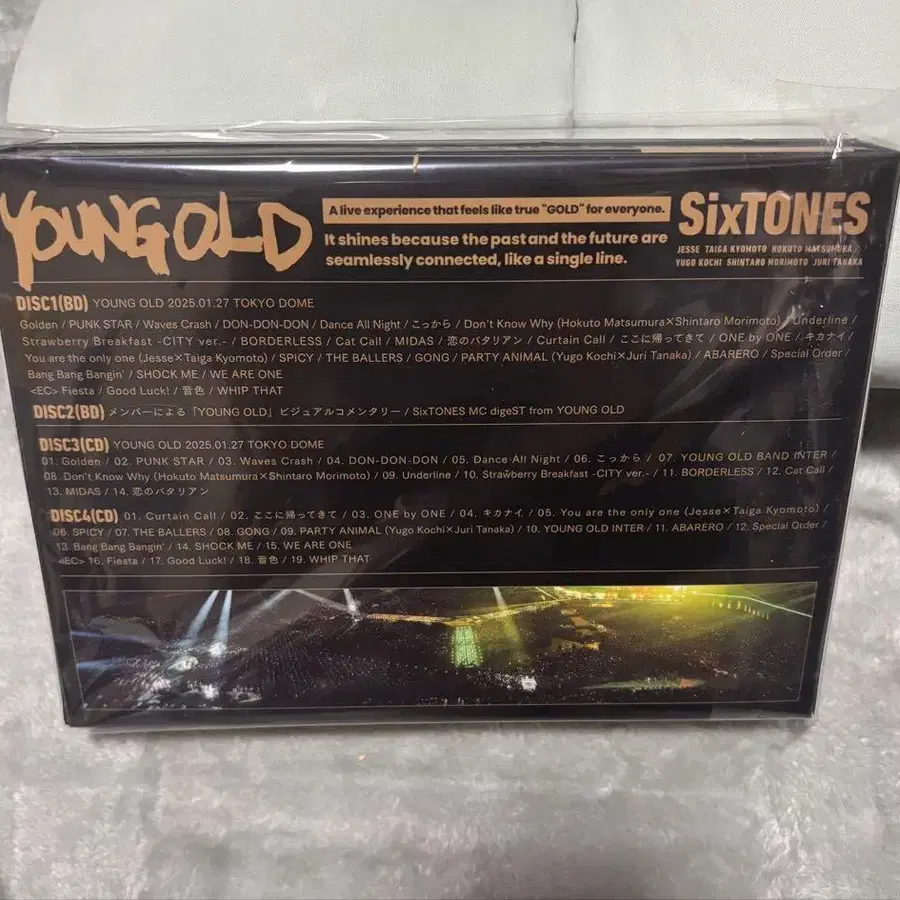 YOUNG OLD
A live experience that feels like true "GOLD" for everyone.
It shines because the past and the future are
seamlessly connected, like a single line.
SixTONES
JESSE TAIGA KYOMOTO HOKUTO MATSUMURA
YUGO KOCHI SHINTARO MORIMOTO JURI TANAKA
DISC1(BD) YOUNG OLD 2025.01.27 TOKYO DOME
Golden / PUNK STAR / Waves Crash / DON-DON-DON / Dance All Night / こっから / Don't Know Why (Hokuto Matsumura×Shintaro Morimoto) / Underline /
Strawberry Breakfast -CITY ver.- / BORDERLESS / Cat Call / MIDAS / 恋のバタリアン / Curtain Call / ここに帰ってきて / ONE by ONE / キカナイ /
You are the only one (Jesse×Taiga Kyomoto) / SPICY / THE BALLERS / GONG / PARTY ANIMAL (Yugo Kochi×Juri Tanaka) / ABARERO / Special Order /
Bang Bang Bangin' / SHOCK ME / WE ARE ONE
<EC> Fiesta / Good Luck! / 音色 / WHIP THAT
DISC2(BD) メンバーによる『YOUNG OLD』ビジュアルコメンタリー / SixTONES MC digeST from YOUNG OLD
DISC3(CD) YOUNG OLD 2025.01.27 TOKYO DOME
01. Golden / 02. PUNK STAR / 03. Waves Crash / 04. DON-DON-DON / 05. Dance All Night / 06. こっから / 07. YOUNG OLD BAND INTER /
08. Don't Know Why (Hokuto Matsumura×Shintaro Morimoto) / 09. Underline / 10. Strawberry Breakfast -CITY ver.- / 11. BORDERLESS / 12. Cat Call /
13. MIDAS / 14. 恋のバタリアン
DISC4(CD) 01. Curtain Call / 02. ここに帰ってきて / 03. ONE by ONE / 04. キカナイ / 05. You are the only one (Jesse×Taiga Kyomoto) /
06. SPICY / 07. THE BALLERS / 08. GONG / 09. PARTY ANIMAL (Yugo Kochi×Juri Tanaka) / 10. YOUNG OLD INTER / 11. ABARERO / 12. Special Order /
13. Bang Bang Bangin' / 14. SHOCK ME / 15. WE ARE ONE
<EC> 16. Fiesta / 17. Good Luck! / 18. 音色 / 19. WHIP THAT